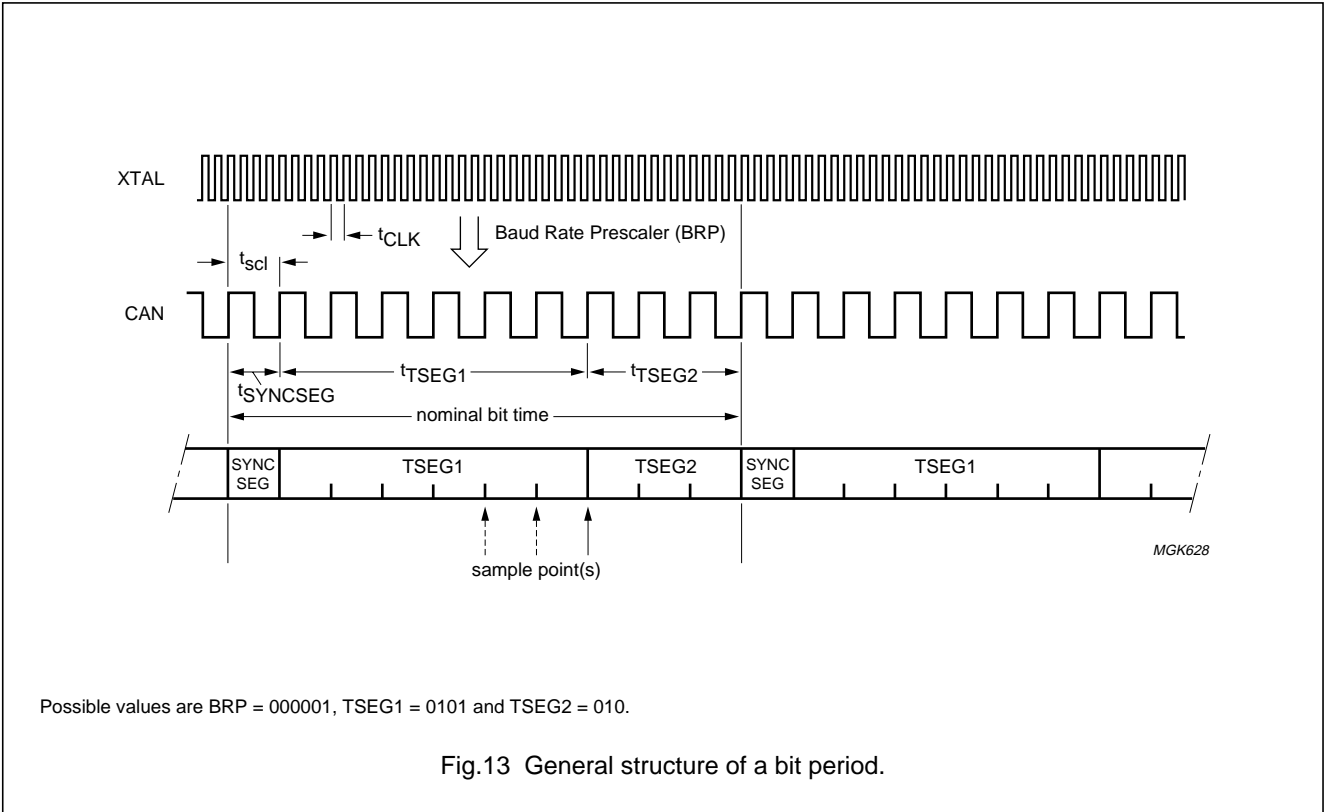 XTAL
tCLK
Baud Rate Prescaler (BRP)
tscl
CAN
tSYNCSEG
tTSEG1
tTSEG2
nominal bit time
SYNC SEG
TSEG1
TSEG2
SYNC SEG
TSEG1
sample point(s)
MGK628
Possible values are BRP = 000001, TSEG1 = 0101 and TSEG2 = 010.
Fig.13 General structure of a bit period.